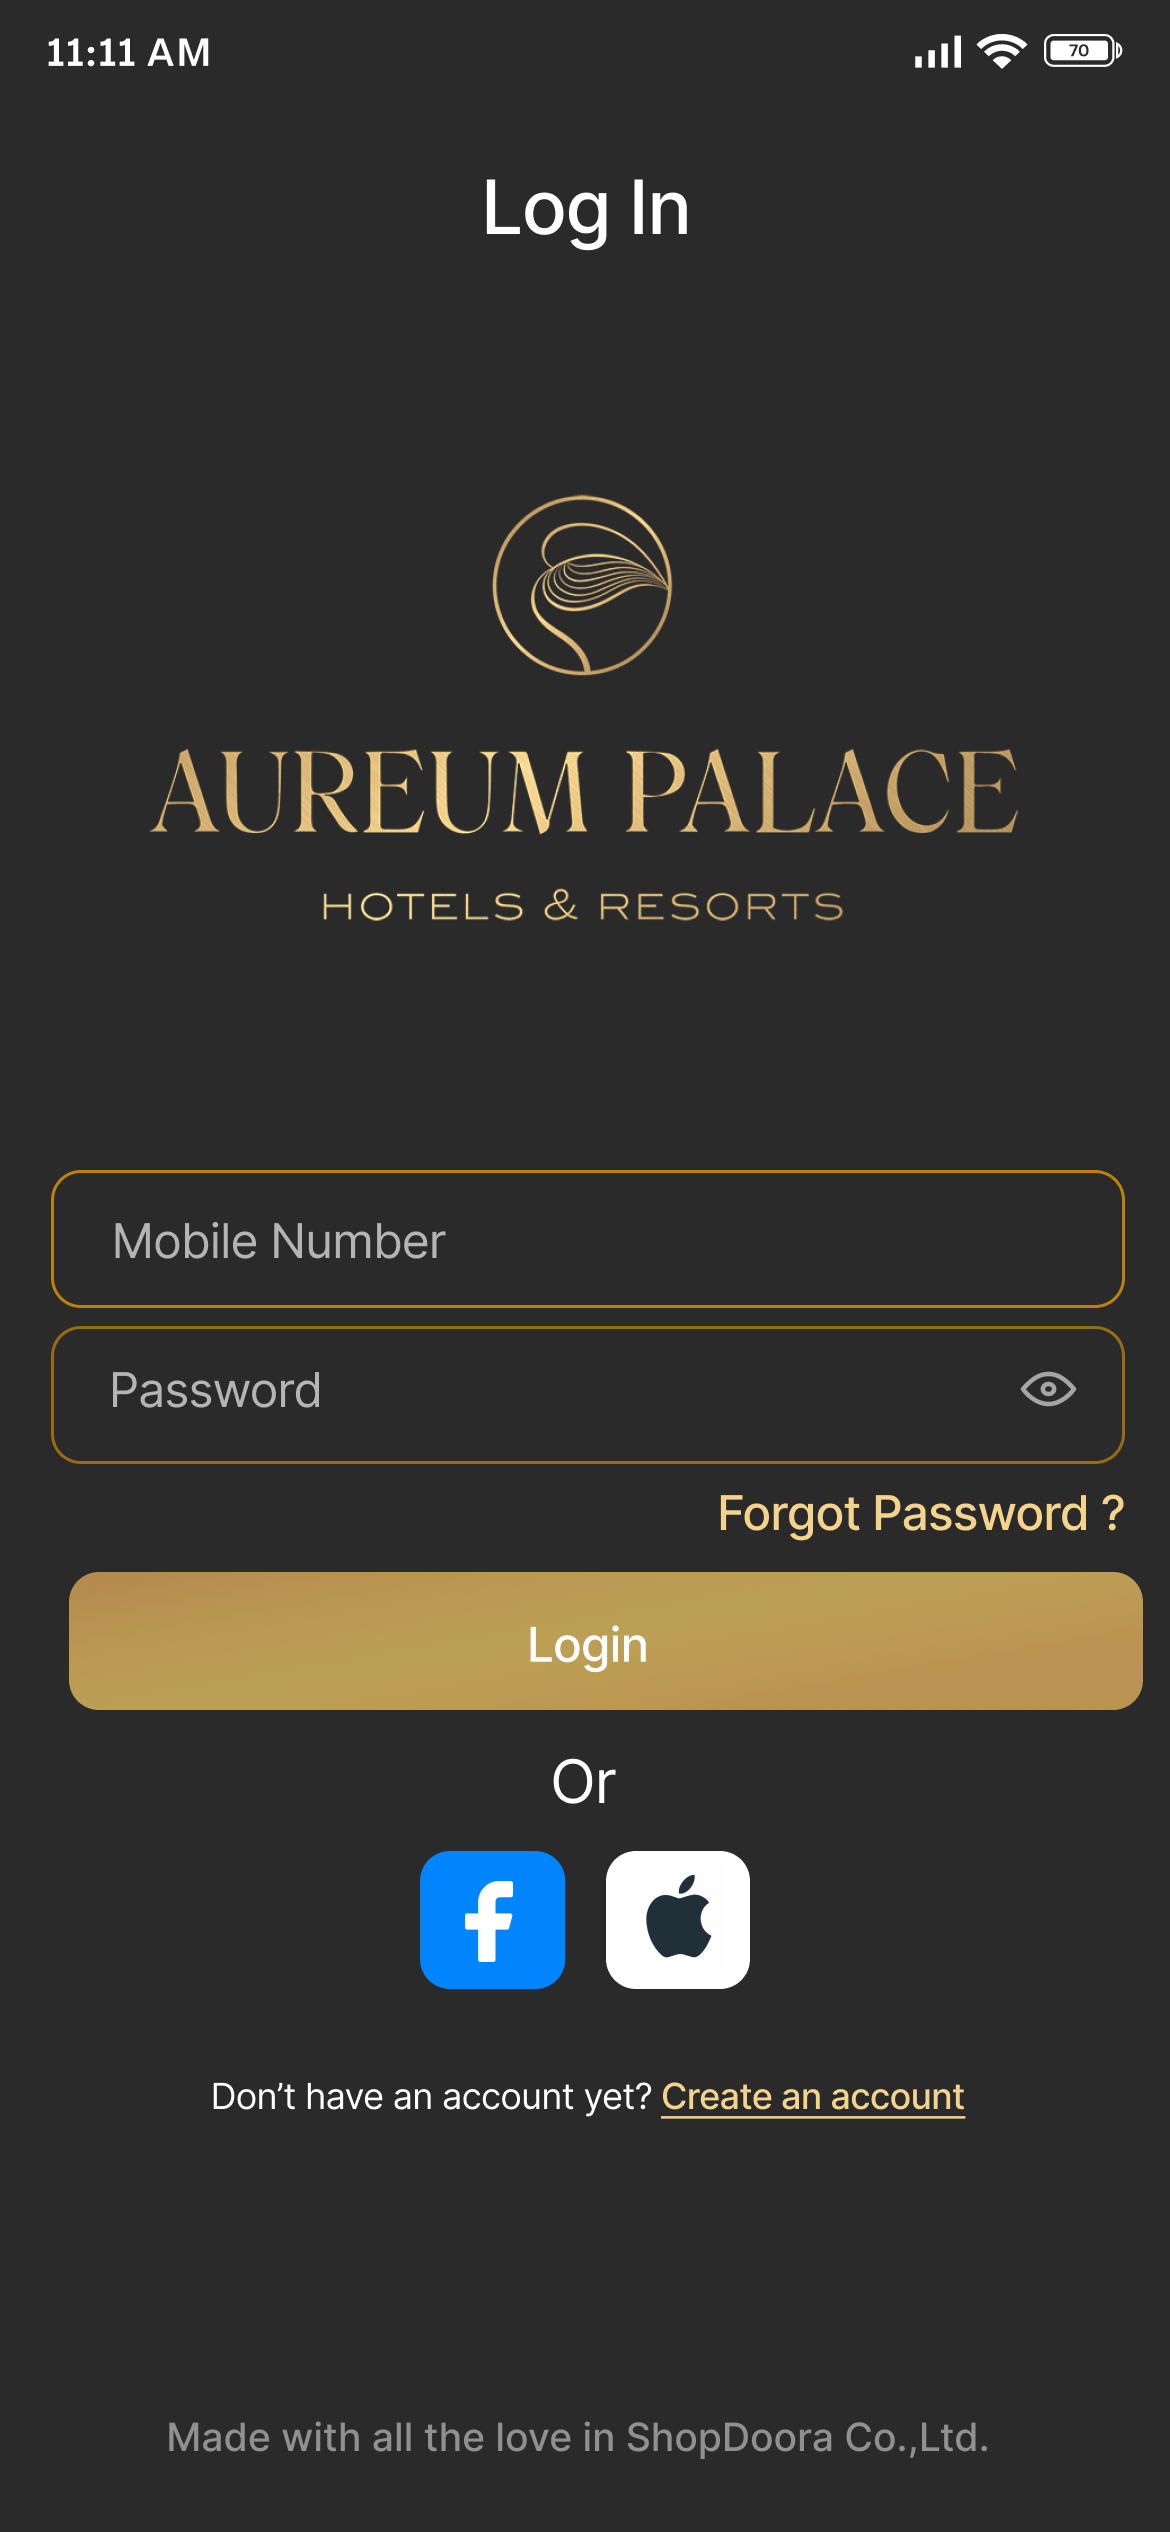 11:11 AM
70
Log In
AUREUM PALACE
HOTELS & RESORTS
Mobile Number
Password
Forgot Password ?
Login
Or
Don’t have an account yet? Create an account
Made with all the love in ShopDoora Co.,Ltd.